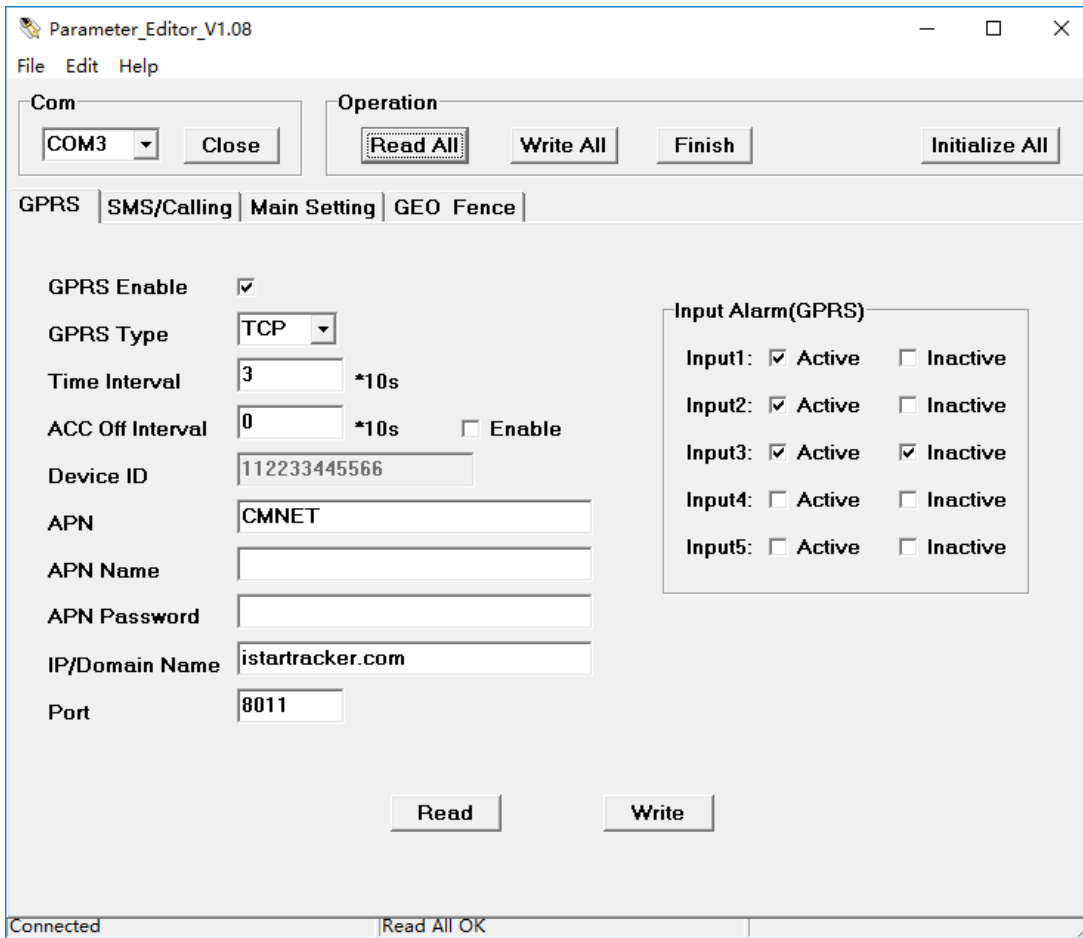 Parameter_Editor_V1.08
File Edit Help
Com Operation
COM3 Close Read All Write All Finish Initialize All
GPRS SMS/Calling Main Setting GEO Fence
GPRS Enable
Input Alarm(GPRS)
GPRS Type TCP
Input1: Active Inactive
Time Interval 3 *10s
Input2: Active Inactive
ACC Off Interval 0 *10s Enable
Input3: Active Inactive
Device ID 112233445566
Input4: Active Inactive
APN CMNET
Input5: Active Inactive
APN Name
APN Password
IP/Domain Name istartracker.com
Port 8011
Read Write
Connected Read All OK